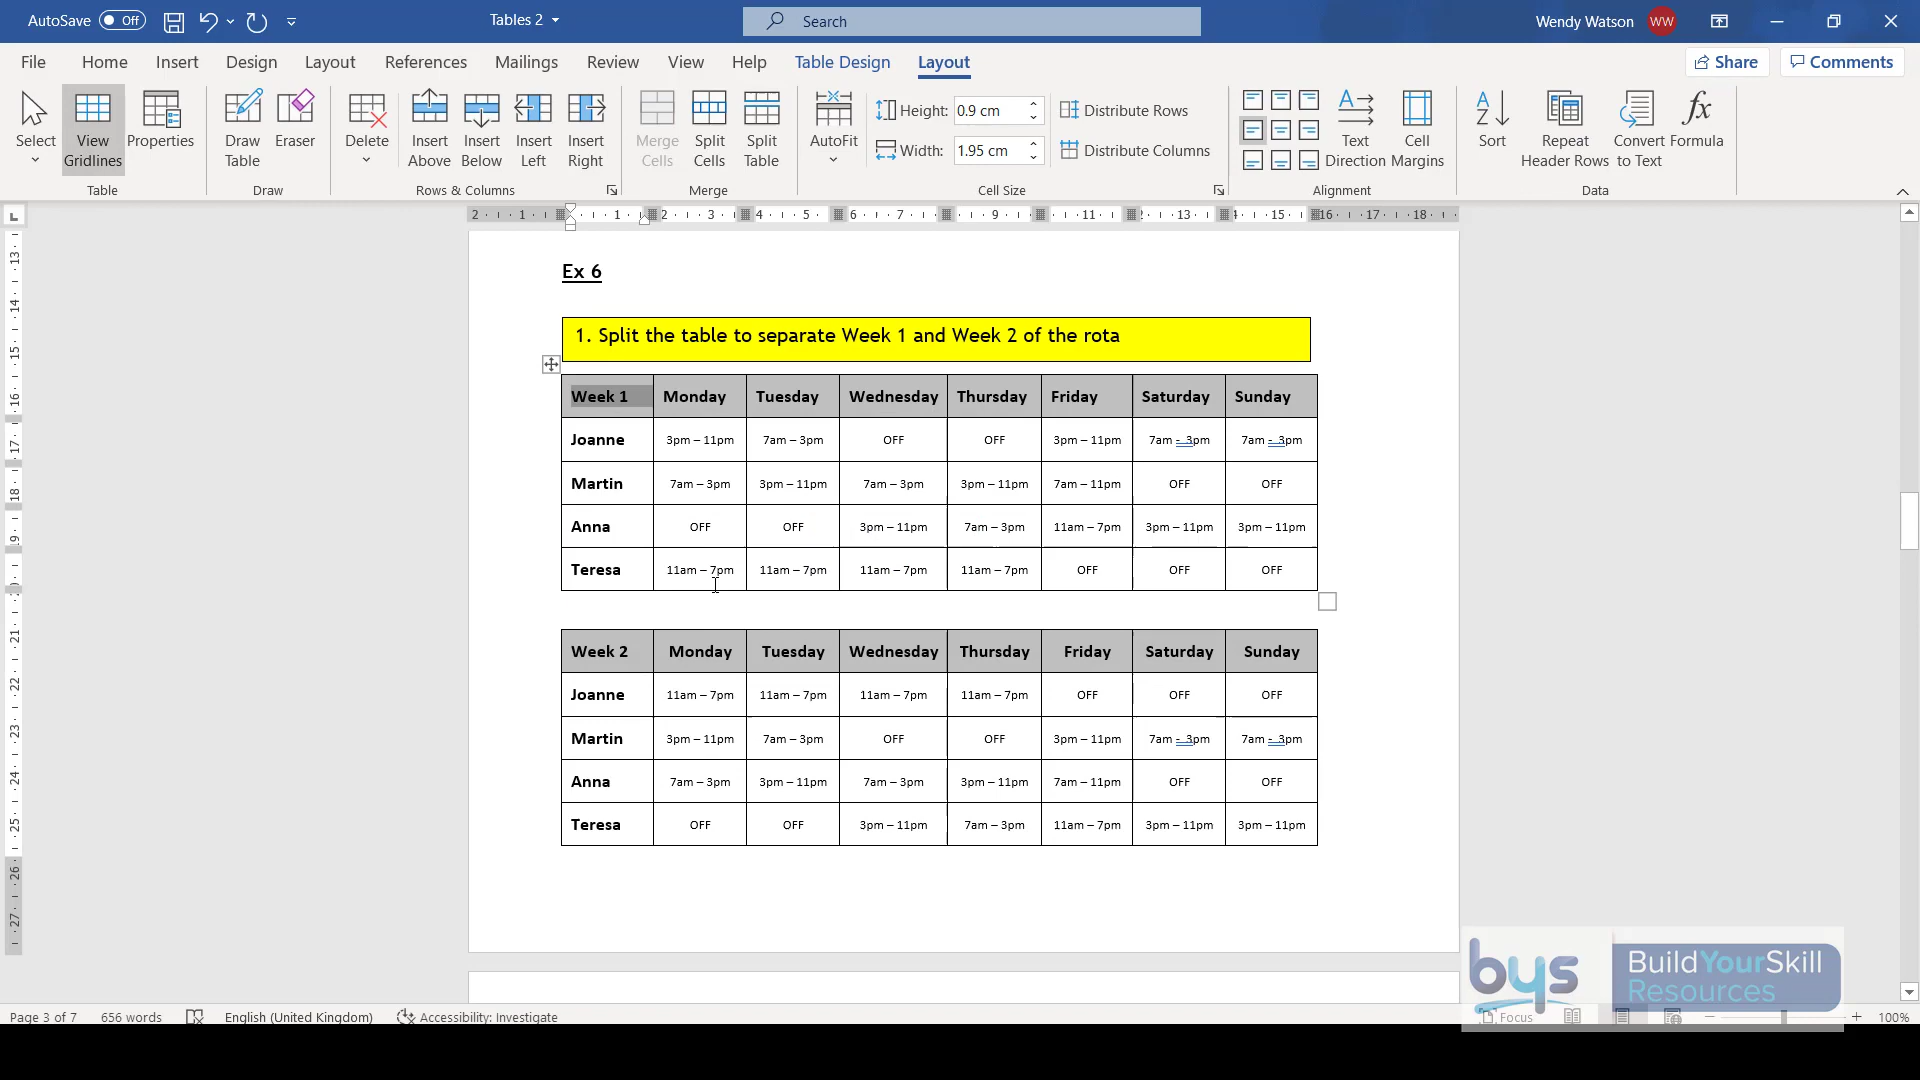 AutoSave Off Tables 2 Search Wendy Watson WW
File Home Insert Design Layout References Mailings Review View Help Table Design Layout Share Comments
Select View Gridlines Properties Draw Table Eraser Delete Insert Above Insert Below Insert Left Insert Right Merge Cells Split Cells Split Table AutoFit Height: 0.9 cm Distribute Rows Text Direction Cell Margins Sort Repeat Header Rows Convert to Text Formula
Width: 1.95 cm Distribute Columns
Table Draw Rows & Columns Merge Cell Size Alignment Data
Ex 6
1. Split the table to separate Week 1 and Week 2 of the rota
Week 1 Monday Tuesday Wednesday Thursday Friday Saturday Sunday
Joanne 3pm – 11pm 7am – 3pm OFF OFF 3pm – 11pm 7am - 3pm 7am - 3pm
Martin 7am – 3pm 3pm – 11pm 7am – 3pm 3pm – 11pm 7am – 11pm OFF OFF
Anna OFF OFF 3pm – 11pm 7am – 3pm 11am – 7pm 3pm – 11pm 3pm – 11pm
Teresa 11am – 7pm 11am – 7pm 11am – 7pm 11am – 7pm OFF OFF OFF
Week 2 Monday Tuesday Wednesday Thursday Friday Saturday Sunday
Joanne 11am – 7pm 11am – 7pm 11am – 7pm 11am – 7pm OFF OFF OFF
Martin 3pm – 11pm 7am – 3pm OFF OFF 3pm – 11pm 7am - 3pm 7am - 3pm
Anna 7am – 3pm 3pm – 11pm 7am – 3pm 3pm – 11pm 7am – 11pm OFF OFF
Teresa OFF OFF 3pm – 11pm 7am – 3pm 11am – 7pm 3pm – 11pm 3pm – 11pm
bys BuildYourSkill
Resources
Page 3 of 7 656 words English (United Kingdom) Accessibility: Investigate Focus 100%